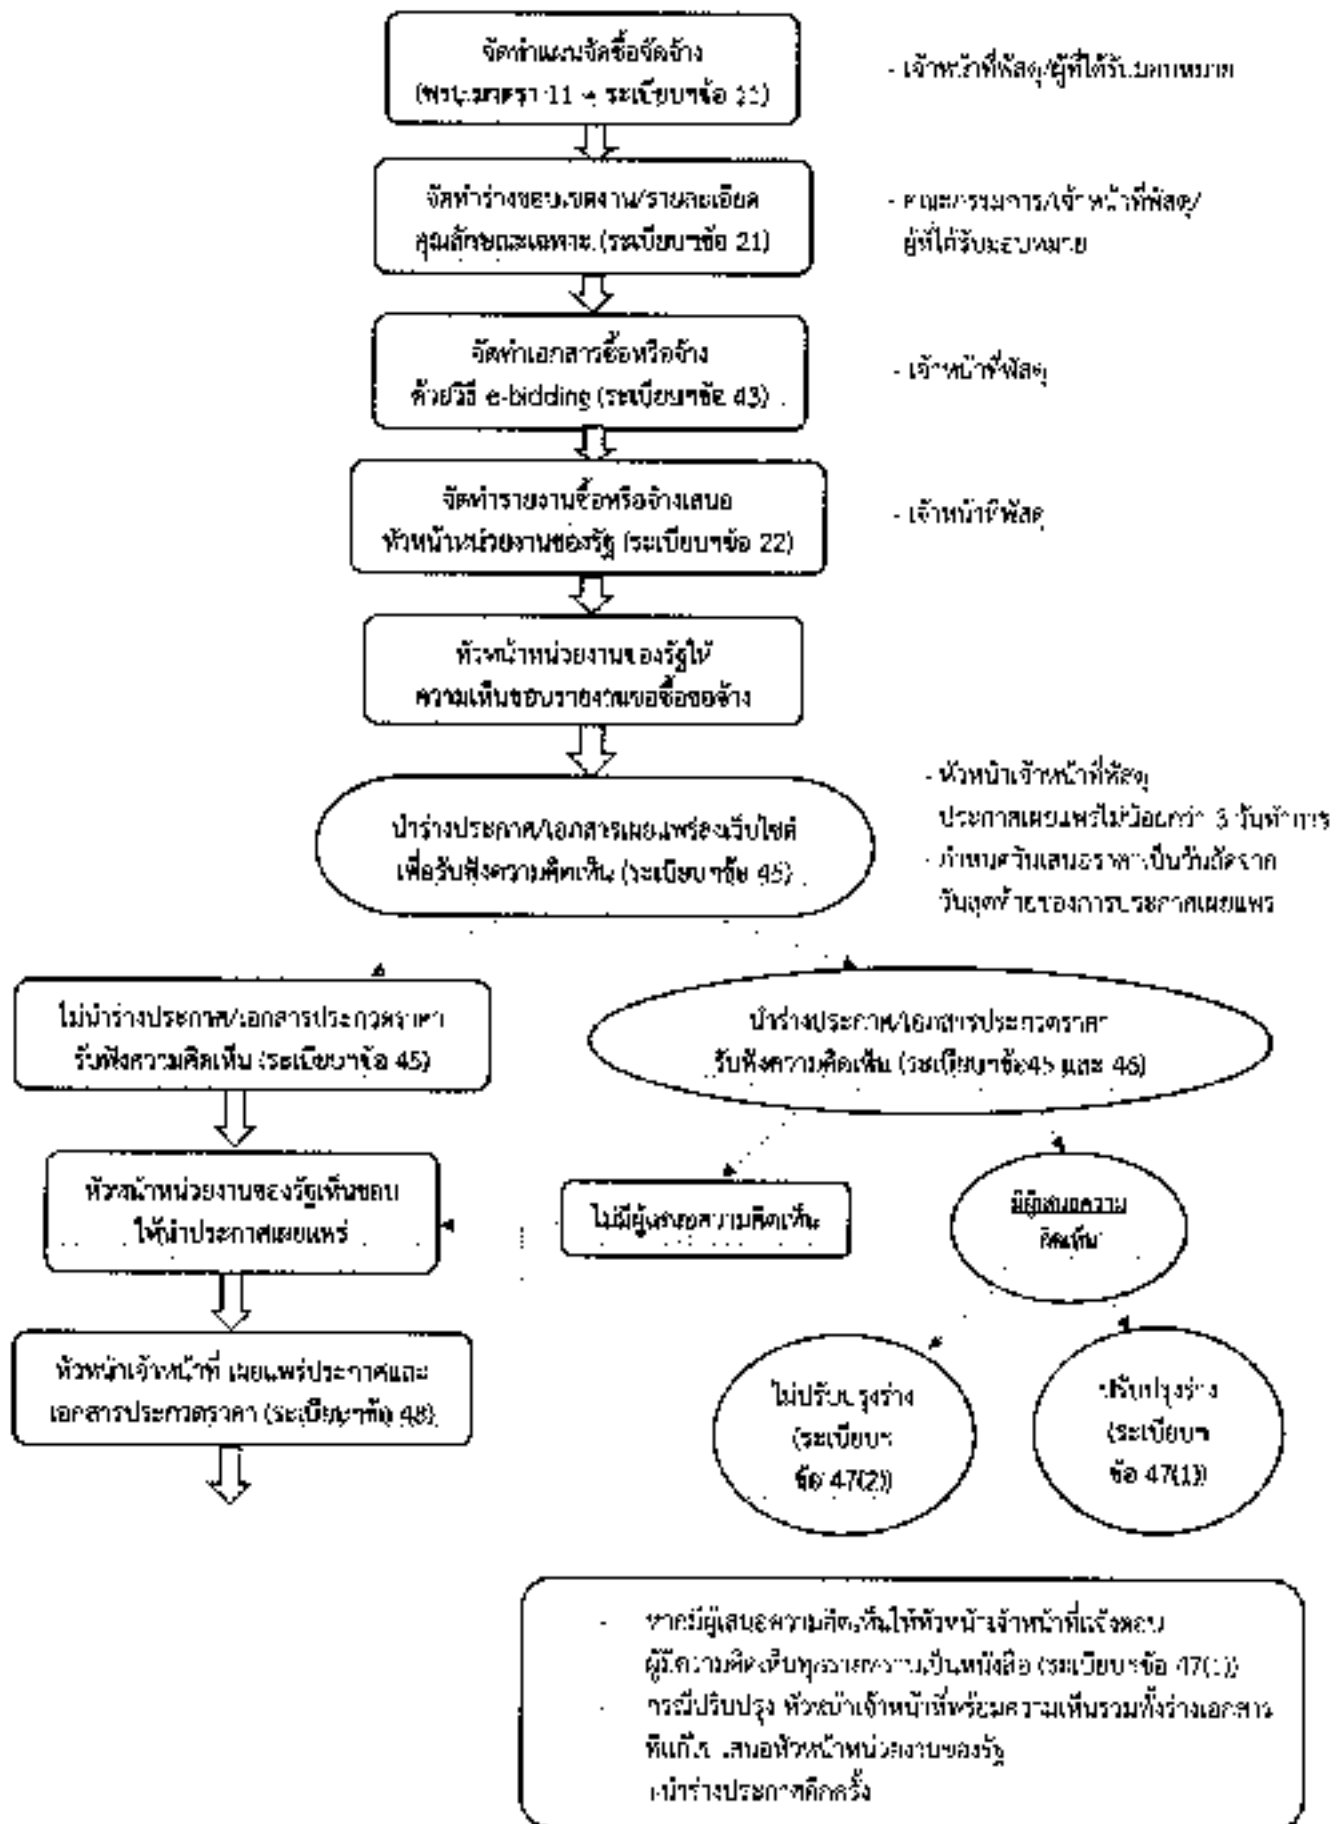 จัดทำแผนจัดซื้อจัดจ้าง
(พรบ.มาตรา 11 + ระเบียบฯข้อ 11)
- เจ้าหน้าที่พัสดุ/ผู้ที่ได้รับมอบหมาย
จัดทำร่างขอบเขตงาน/รายละเอียด
คุณลักษณะเฉพาะ (ระเบียบฯข้อ 21)
- คณะกรรมการ/เจ้าหน้าที่พัสดุ/
ผู้ที่ได้รับมอบหมาย
จัดทำเอกสารซื้อหรือจ้าง
ด้วยวิธี e-bidding (ระเบียบฯข้อ 43)
- เจ้าหน้าที่พัสดุ
จัดทำรายงานซื้อหรือจ้างเสนอ
หัวหน้าหน่วยงานของรัฐ (ระเบียบฯข้อ 22)
- เจ้าหน้าที่พัสดุ
หัวหน้าหน่วยงานของรัฐให้
ความเห็นชอบรายงานขอซื้อขอจ้าง
นำร่างประกาศ/เอกสารเผยแพร่ลงเว็บไซต์
เพื่อรับฟังความคิดเห็น (ระเบียบฯข้อ 45)
- หัวหน้าเจ้าหน้าที่พัสดุ
ประกาศเผยแพร่ไม่น้อยกว่า 3 วันทำการ
- กำหนดวันเสนอราคาเป็นวันถัดจาก
วันสุดท้ายของการประกาศเผยแพร่
ไม่นำร่างประกาศ/เอกสารประกวดราคา
รับฟังความคิดเห็น (ระเบียบฯข้อ 45)
นำร่างประกาศ/เอกสารประกวดราคา
รับฟังความคิดเห็น (ระเบียบฯข้อ45 และ 46)
หัวหน้าหน่วยงานของรัฐเห็นชอบ
ให้นำประกาศเผยแพร่
ไม่มีผู้เสนอความคิดเห็น
มีผู้เสนอความ
คิดเห็น
หัวหน้าเจ้าหน้าที่ เผยแพร่ประกาศและ
เอกสารประกวดราคา (ระเบียบฯข้อ 48)
ไม่ปรับปรุงร่าง
(ระเบียบฯ
ข้อ 47(2))
ปรับปรุงร่าง
(ระเบียบฯ
ข้อ 47(1))
- หากมีผู้เสนอความคิดเห็นให้หัวหน้าเจ้าหน้าที่แจ้งตอบ
ผู้มีความคิดเห็นทุกรายทราบเป็นหนังสือ (ระเบียบฯข้อ 47(1))
- กรณีปรับปรุง หัวหน้าเจ้าหน้าที่พร้อมความเห็นรวมทั้งร่างเอกสาร
ที่แก้ไข เสนอหัวหน้าหน่วยงานของรัฐ
นำร่างประกาศอีกครั้ง